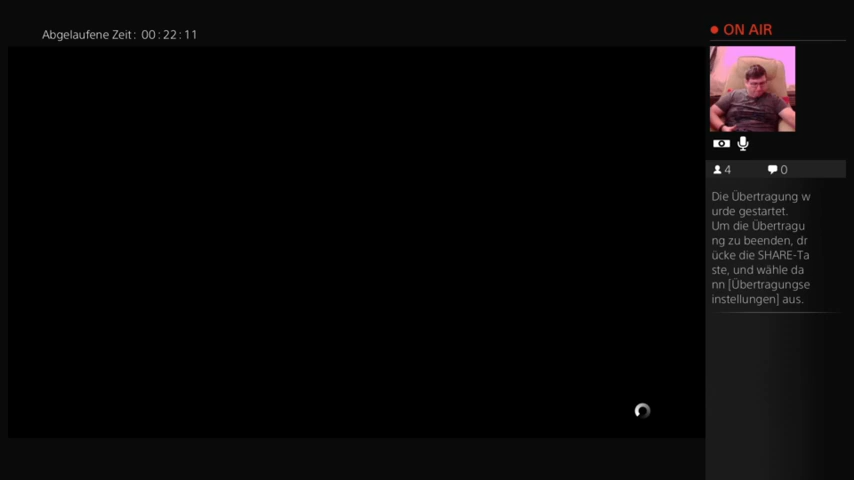 Abgelaufene Zeit: 00:22:11
ON AIR
4
0
Die Übertragung w
urde gestartet.
Um die Übertragu
ng zu beenden, dr
ücke die SHARE-Ta
ste, und wähle da
nn [Übertragungse
instellungen] aus.